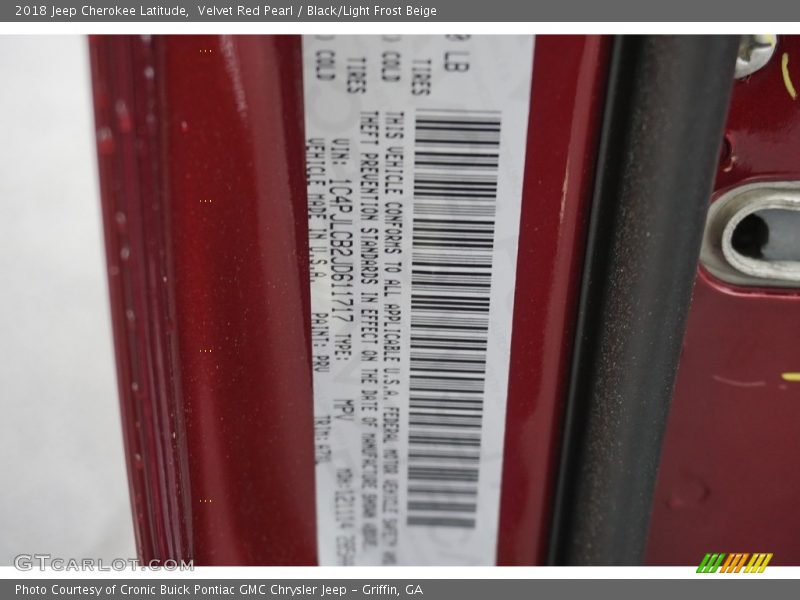 2018 Jeep Cherokee Latitude, Velvet Red Pearl / Black/Light Frost Beige
0 LB
TIRES
COLD
TIRES
COLD
THIS VEHICLE CONFORMS TO ALL APPLICABLE U.S.A. FEDERAL MOTOR VEHICLE SAFETY AND
THEFT PREVENTION STANDARDS IN EFFECT ON THE DATE OF MANUFACTURE SHOWN ABOVE.
VIN: 1C4PJLCB2JD611717 TYPE: MPV
VEHICLE MADE IN U.S.A. PAINT: PRV TRIM:
GTCARLOT.COM
Photo Courtesy of Cronic Buick Pontiac GMC Chrysler Jeep - Griffin, GA